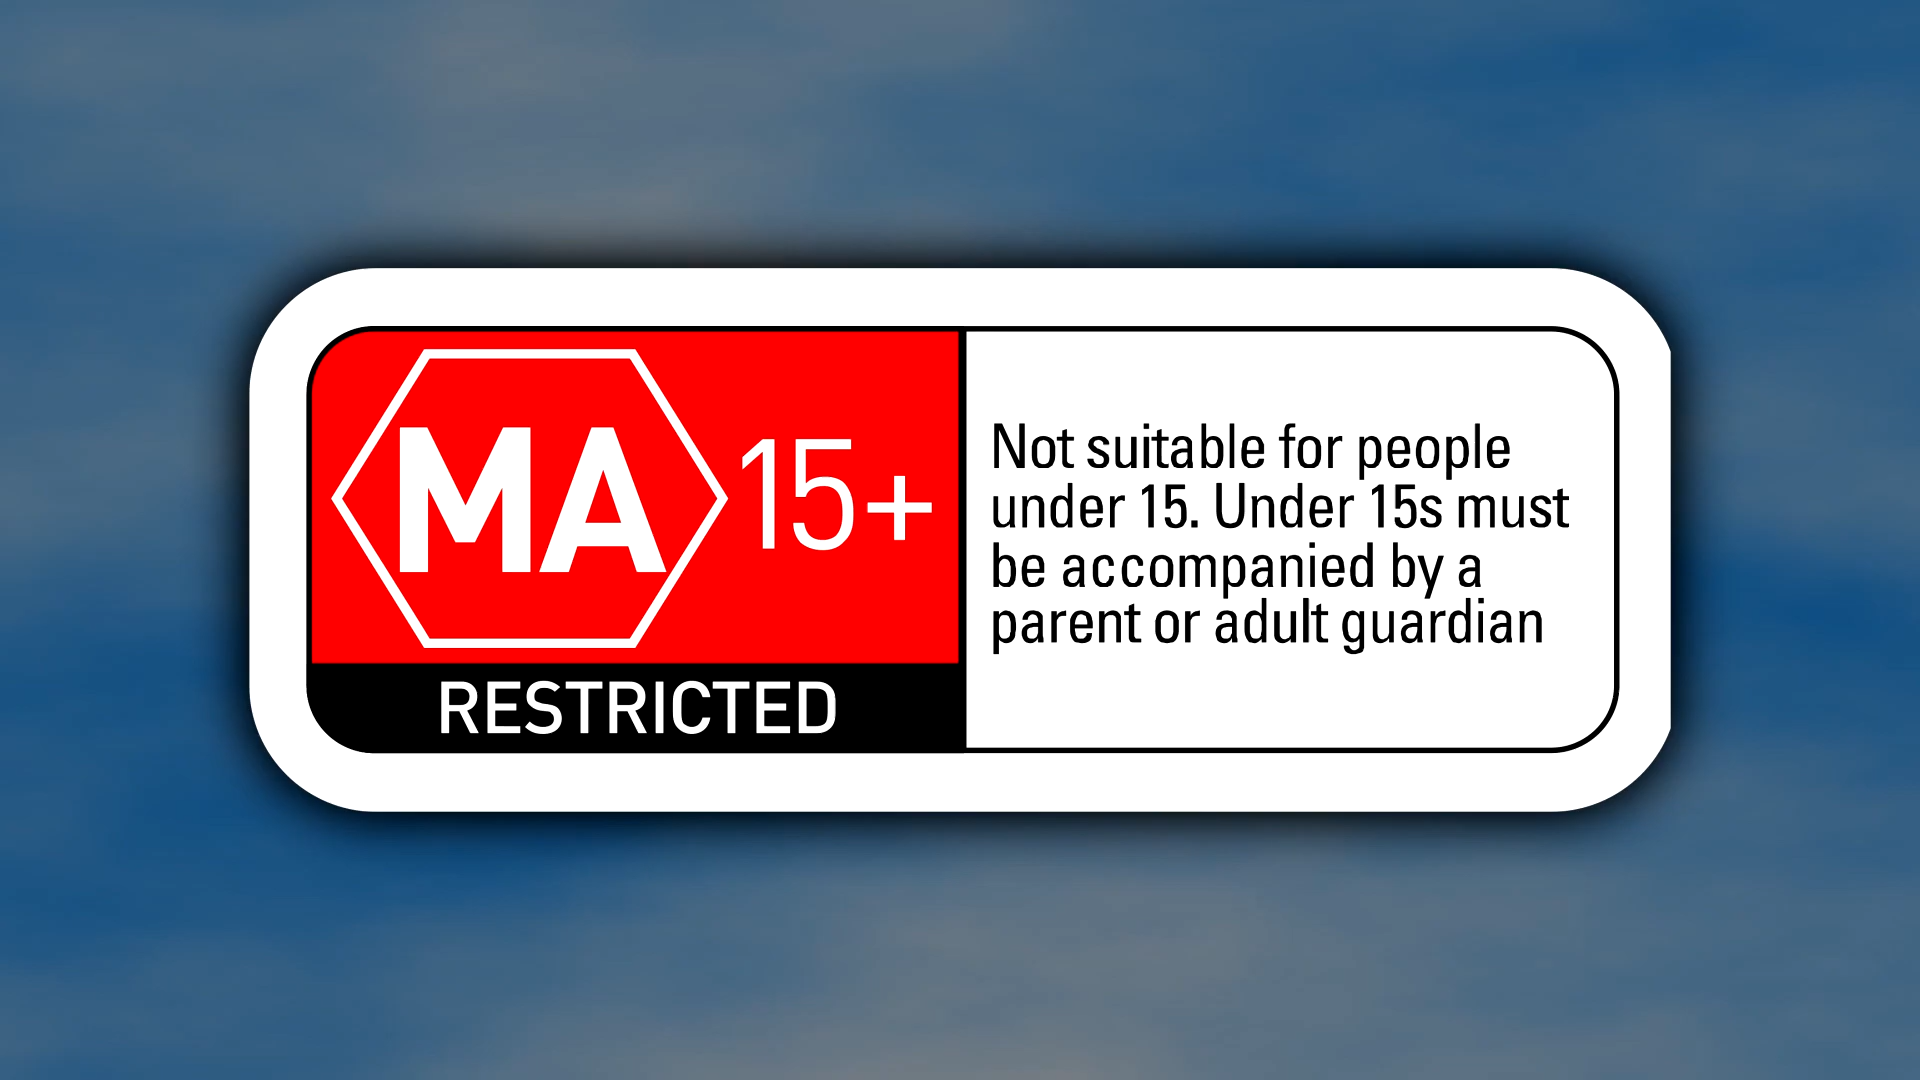 MA 15+
RESTRICTED
Not suitable for people
under 15. Under 15s must
be accompanied by a
parent or adult guardian